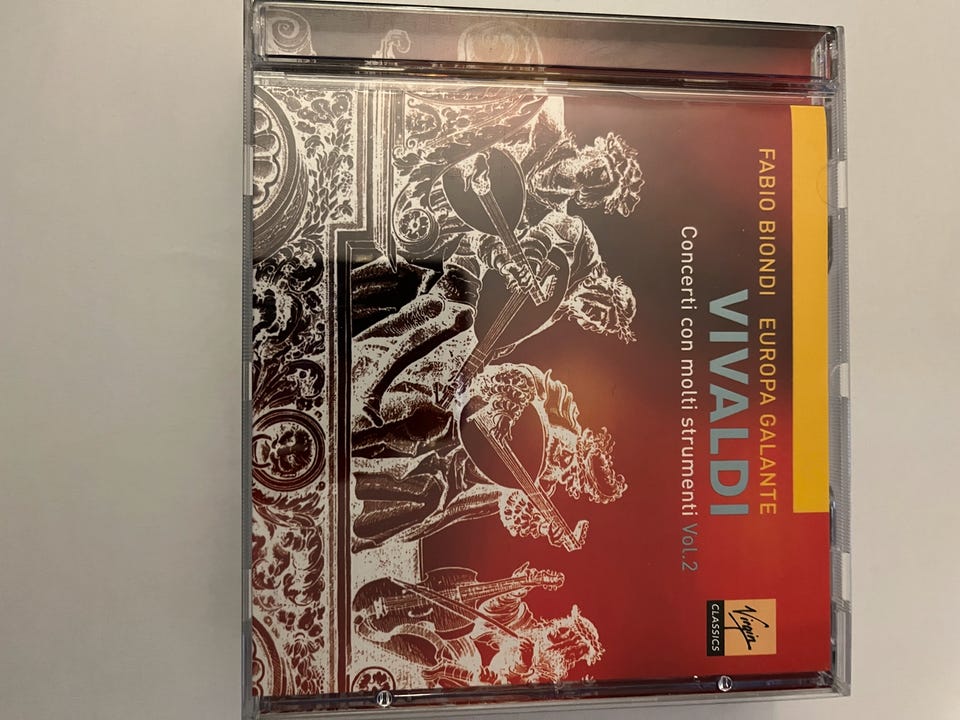 FABIO BIONDI EUROPA GALANTE
VIVALDI
Concerti con molti strumenti Vol.2
Virgin
CLASSICS